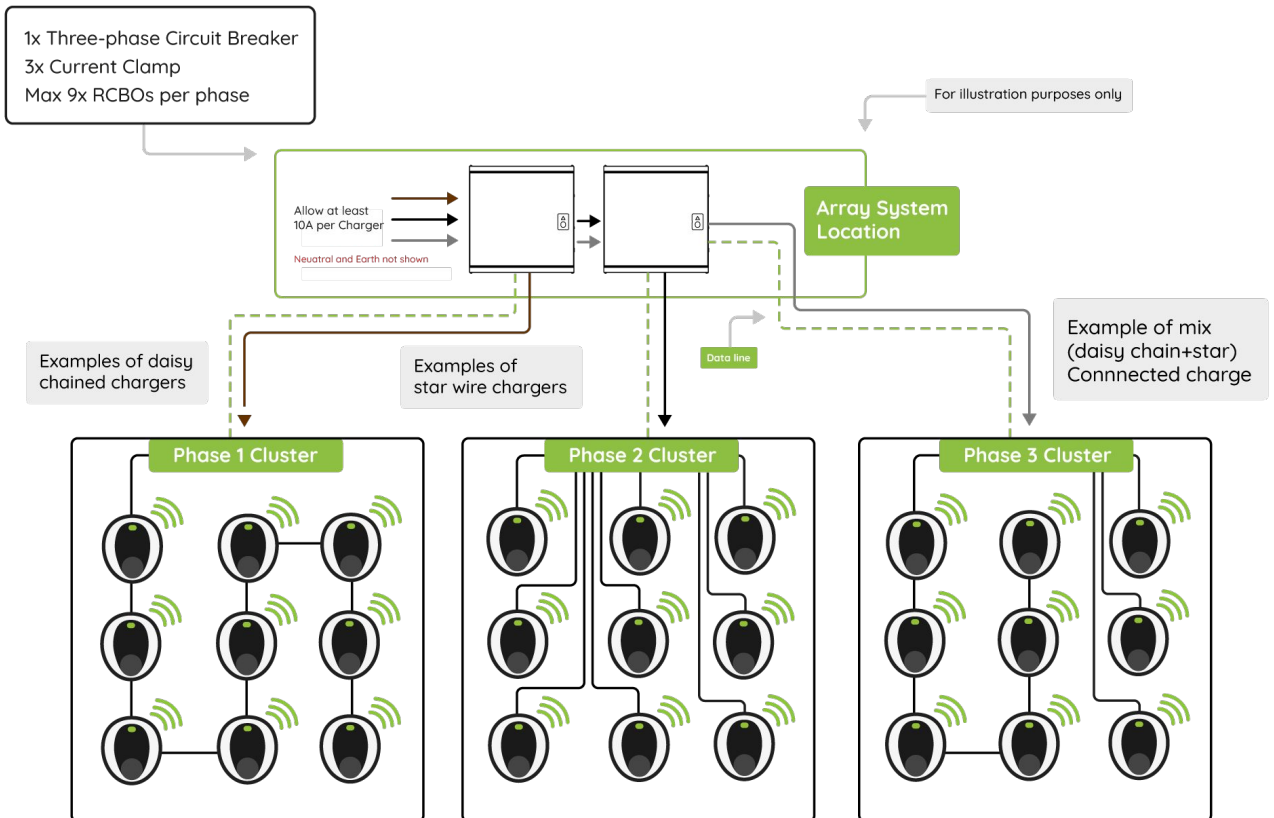 1x Three-phase Circuit Breaker
3x Current Clamp
Max 9x RCBOs per phase
For illustration purposes only
Allow at least
10A per Charger
Neuatral and Earth not shown
Array System
Location
Data line
Examples of daisy
chained chargers
Examples of
star wire chargers
Example of mix
(daisy chain+star)
Connnected charge
Phase 1 Cluster
Phase 2 Cluster
Phase 3 Cluster